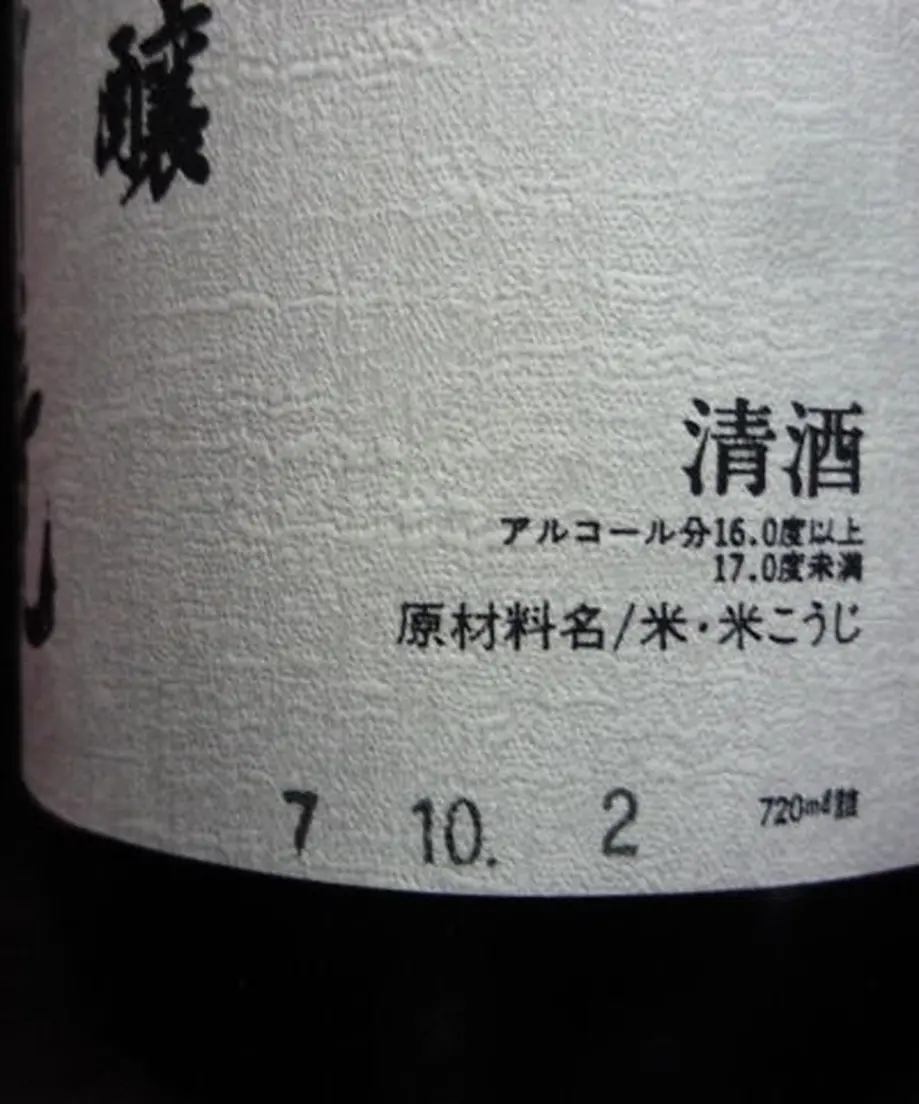 醸
清酒
アルコール分16.0度以上
17.0度未満
原材料名/米・米こうじ
7 10. 2 720ml詰